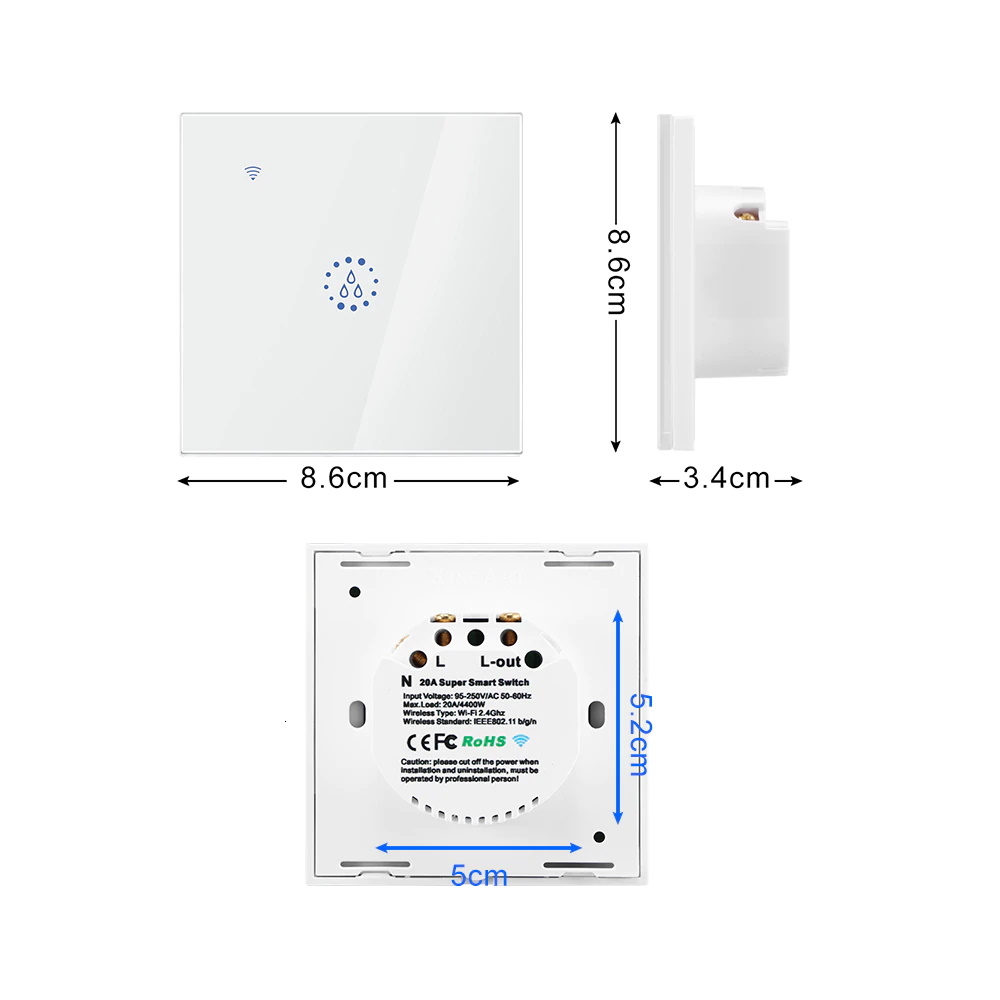 8.6cm
8.6cm
3.4cm
L L-out
N 20A Super Smart Switch
Input Voltage: 95-250V/AC 50-60Hz
Max.Load: 20A/4400W
Wireless Type: Wi-Fi 2.4Ghz
Wireless Standard: IEEE802.11 b/g/n
CE FC RoHS
Caution: please cut off the power when
installation and uninstallation, must be
operated by professional person!
5.2cm
5cm